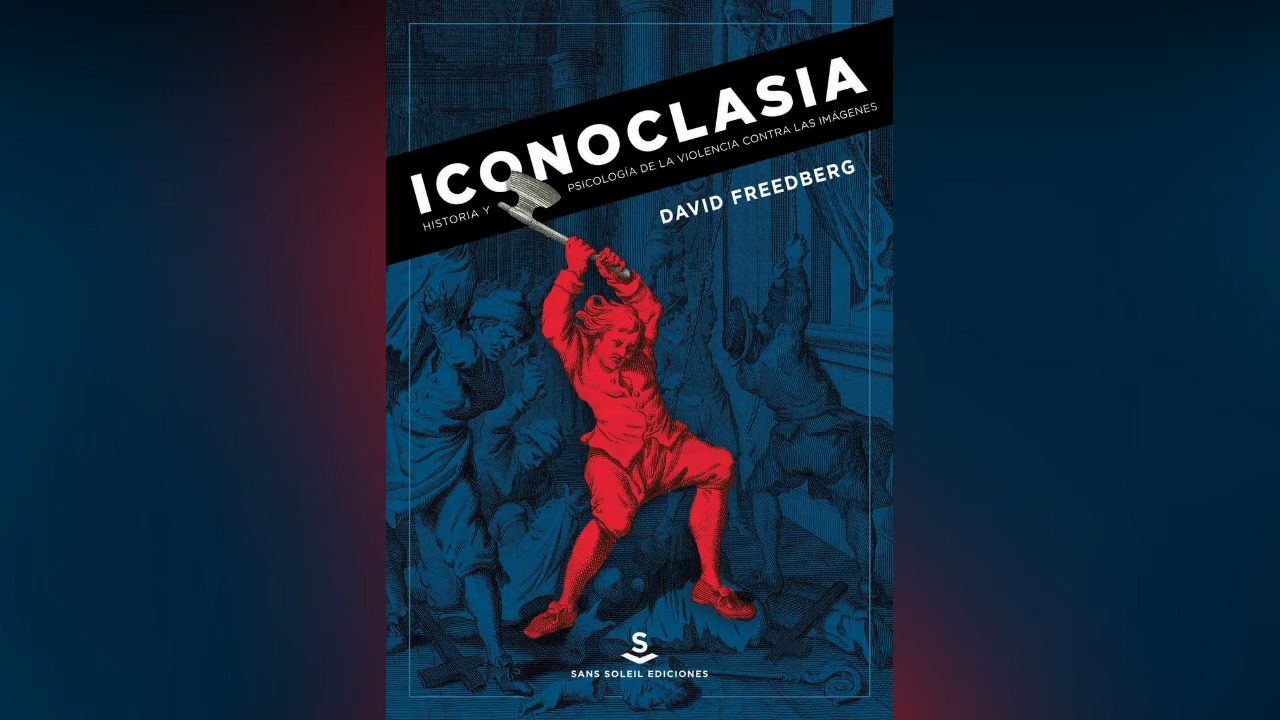 ICONOCLASIA
HISTORIA Y PSICOLOGÍA DE LA VIOLENCIA CONTRA LAS IMÁGENES
DAVID FREEDBERG
S
SANS SOLEIL EDICIONES